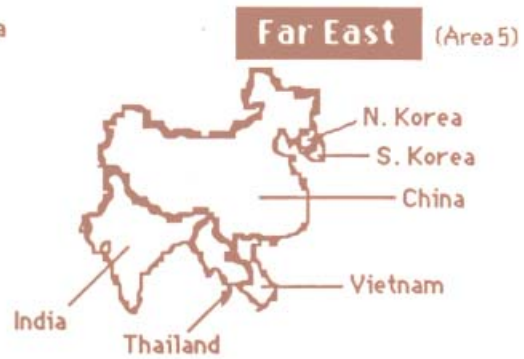 a
Far East (Area 5)
N. Korea
S. Korea
China
Vietnam
India
Thailand